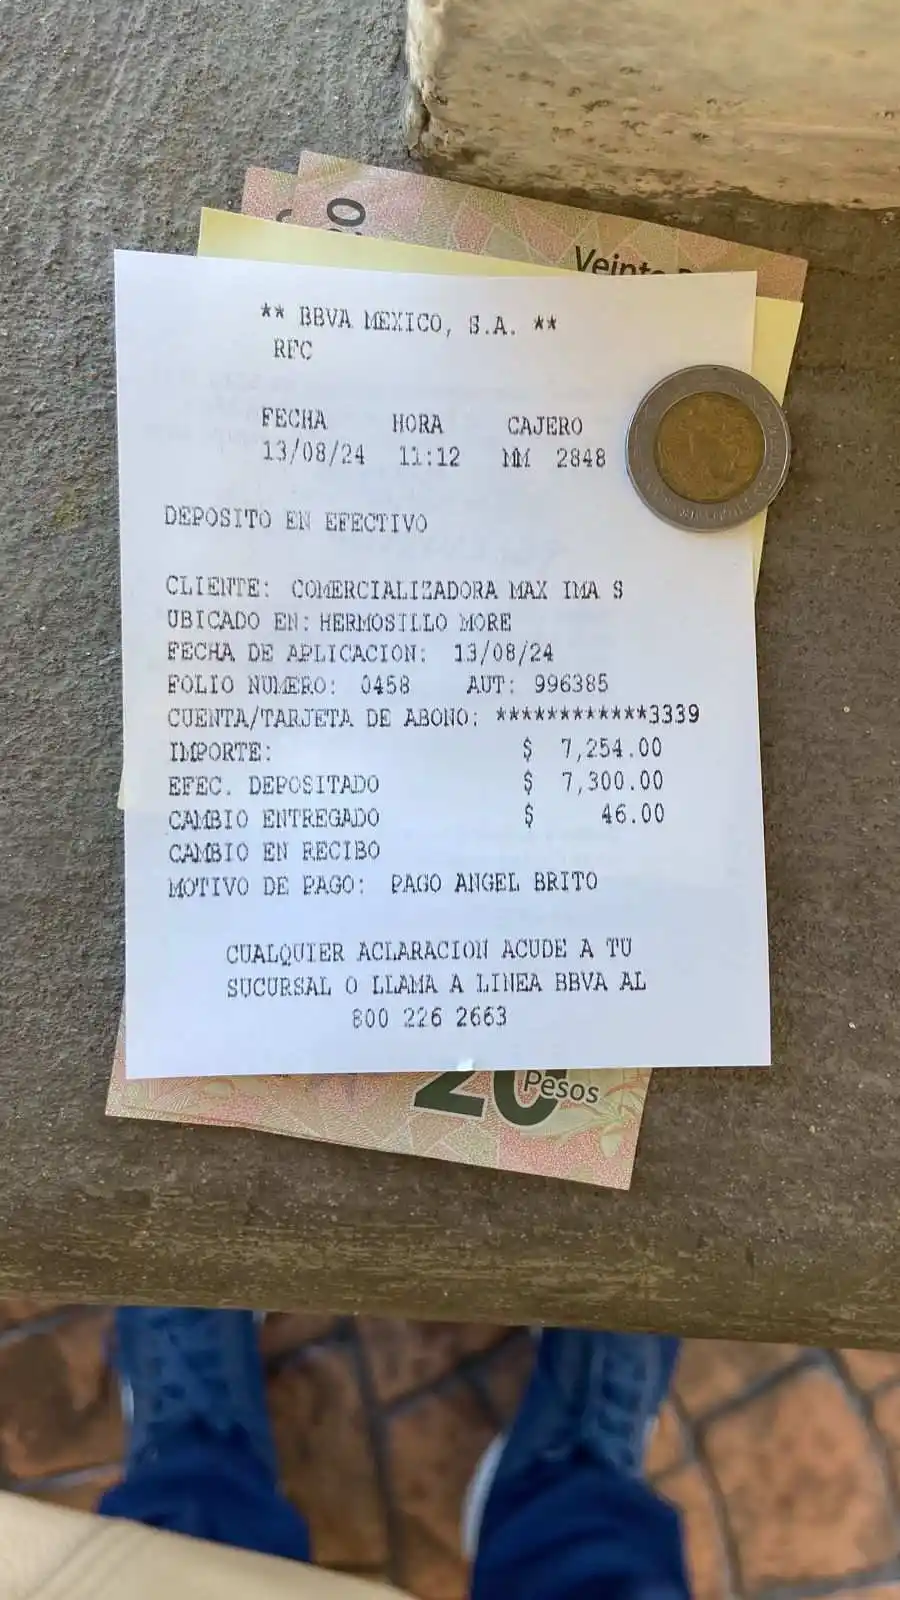 Veinte
** BBVA MEXICO, S.A. **
RFC
FECHA HORA CAJERO
13/08/24 11:12 MM 2848
DEPOSITO EN EFECTIVO
CLIENTE: COMERCIALIZADORA MAX IMA S
UBICADO EN: HERMOSILLO MORE
FECHA DE APLICACION: 13/08/24
FOLIO NUMERO: 0458 AUT: 996385
CUENTA/TARJETA DE ABONO: ************3339
IMPORTE: $ 7,254.00
EFEC. DEPOSITADO $ 7,300.00
CAMBIO ENTREGADO $ 46.00
CAMBIO EN RECIBO
MOTIVO DE PAGO: PAGO ANGEL BRITO
CUALQUIER ACLARACION ACUDE A TU
SUCURSAL O LLAMA A LINEA BBVA AL
800 226 2663
20
Pesos